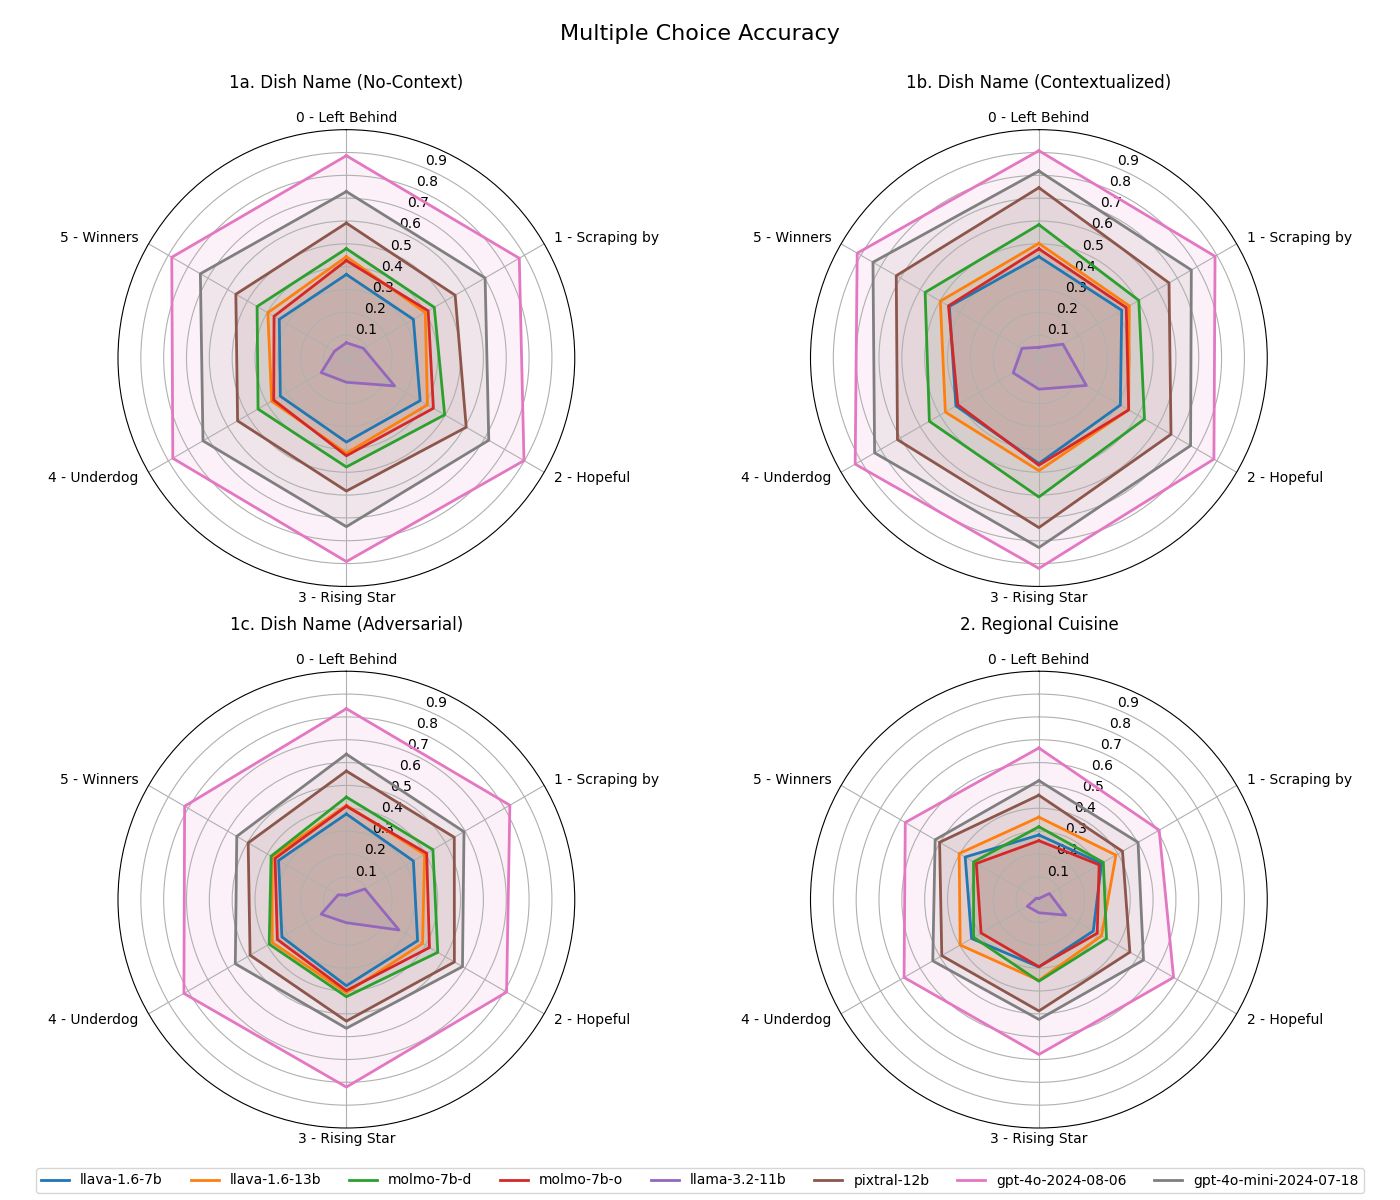 Multiple Choice Accuracy
1a. Dish Name (No-Context)
0 - Left Behind
1 - Scraping by
2 - Hopeful
3 - Rising Star
4 - Underdog
5 - Winners
0.1
0.2
0.3
0.4
0.5
0.6
0.7
0.8
0.9
1b. Dish Name (Contextualized)
0 - Left Behind
1 - Scraping by
2 - Hopeful
3 - Rising Star
4 - Underdog
5 - Winners
0.1
0.2
0.3
0.4
0.5
0.6
0.7
0.8
0.9
1c. Dish Name (Adversarial)
0 - Left Behind
1 - Scraping by
2 - Hopeful
3 - Rising Star
4 - Underdog
5 - Winners
0.1
0.2
0.3
0.4
0.5
0.6
0.7
0.8
0.9
2. Regional Cuisine
0 - Left Behind
1 - Scraping by
2 - Hopeful
3 - Rising Star
4 - Underdog
5 - Winners
0.1
0.2
0.3
0.4
0.5
0.6
0.7
0.8
0.9
llava-1.6-7b
llava-1.6-13b
molmo-7b-d
molmo-7b-o
llama-3.2-11b
pixtral-12b
gpt-4o-2024-08-06
gpt-4o-mini-2024-07-18